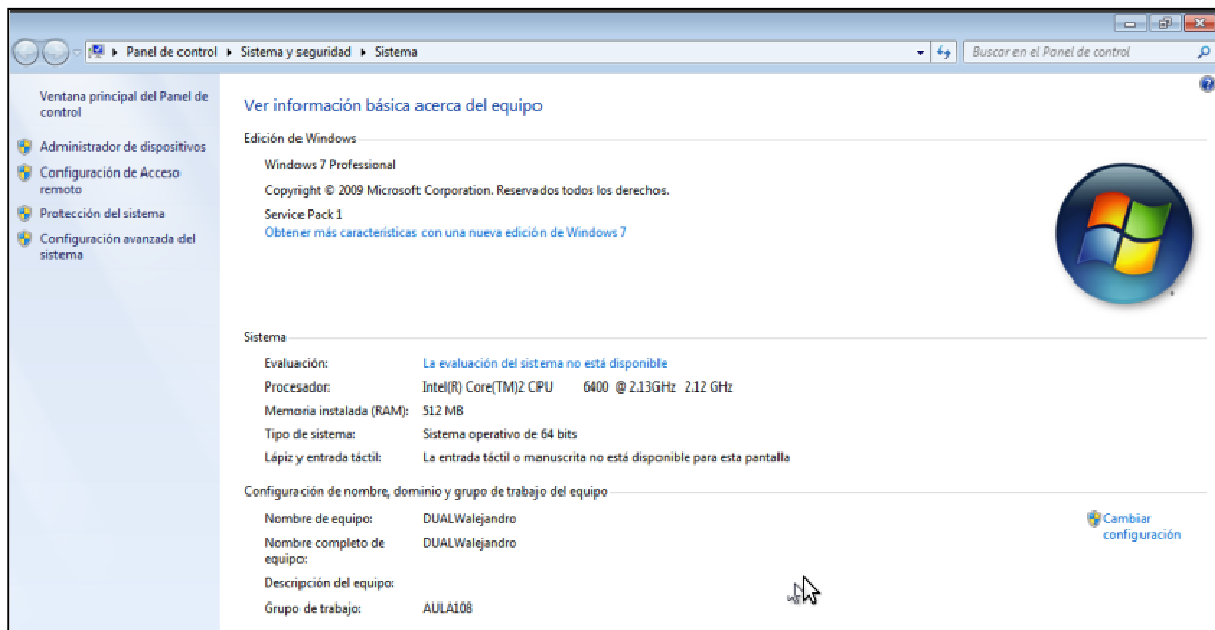 Panel de control ▸ Sistema y seguridad ▸ Sistema
Buscar en el Panel de control
Ventana principal del Panel de
control
Administrador de dispositivos
Configuración de Acceso
remoto
Protección del sistema
Configuración avanzada del
sistema
Ver información básica acerca del equipo
Edición de Windows
Windows 7 Professional
Copyright © 2009 Microsoft Corporation. Reservados todos los derechos.
Service Pack 1
Obtener más características con una nueva edición de Windows 7
Sistema
Evaluación: La evaluación del sistema no está disponible
Procesador: Intel(R) Core(TM)2 CPU 6400 @ 2.13GHz 2.12 GHz
Memoria instalada (RAM): 512 MB
Tipo de sistema: Sistema operativo de 64 bits
Lápiz y entrada táctil: La entrada táctil o manuscrita no está disponible para esta pantalla
Configuración de nombre, dominio y grupo de trabajo del equipo
Nombre de equipo: DUALWalejandro
Cambiar
configuración
Nombre completo de
equipo: DUALWalejandro
Descripción del equipo:
Grupo de trabajo: AULA108